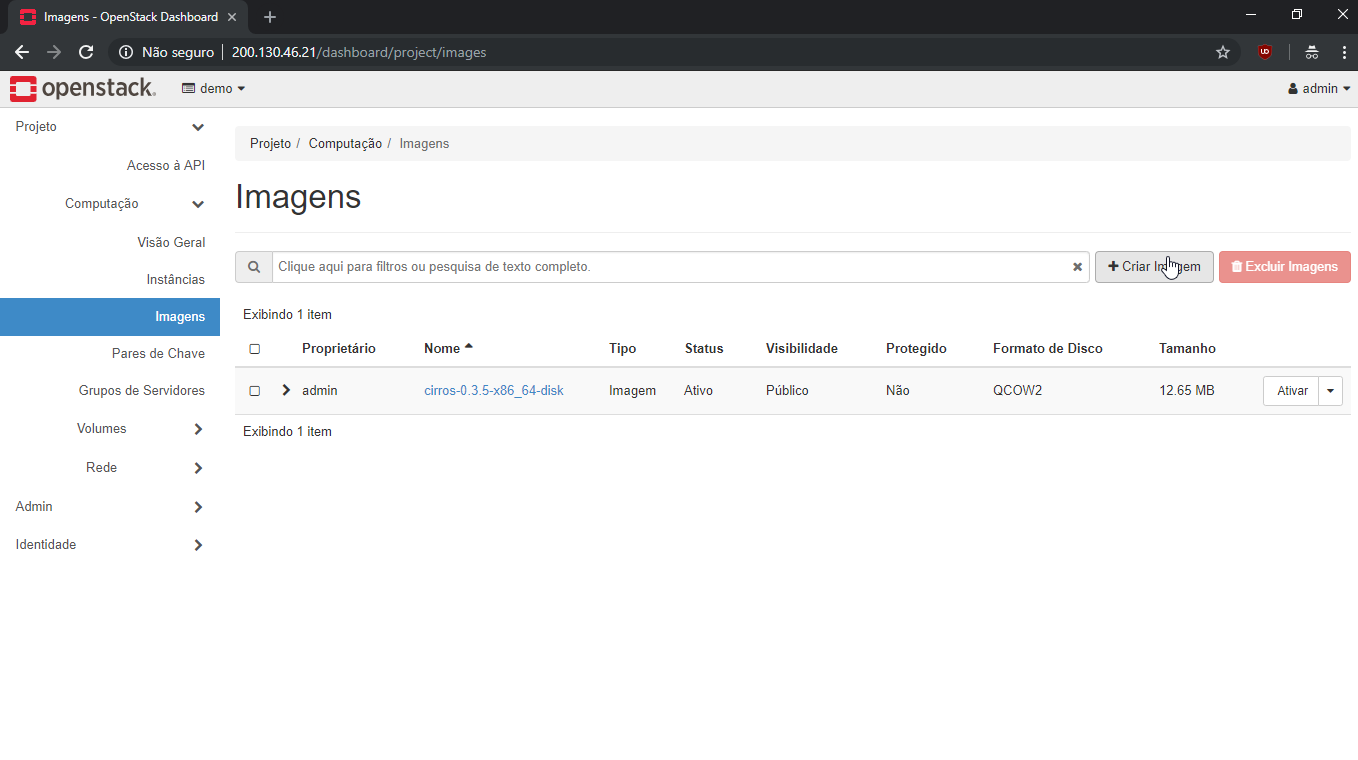 Imagens - OpenStack Dashboard
Não seguro 200.130.46.21/dashboard/project/images
openstack. demo admin
Projeto
Acesso à API
Computação
Visão Geral
Instâncias
Imagens
Pares de Chave
Grupos de Servidores
Volumes
Rede
Admin
Identidade
Projeto / Computação / Imagens
Imagens
Clique aqui para filtros ou pesquisa de texto completo. Criar Imagem Excluir Imagens
Exibindo 1 item
Proprietário Nome Tipo Status Visibilidade Protegido Formato de Disco Tamanho
admin cirros-0.3.5-x86_64-disk Imagem Ativo Público Não QCOW2 12.65 MB Ativar
Exibindo 1 item